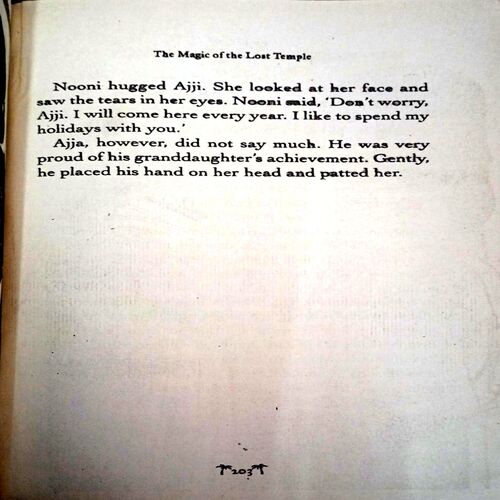 The Magic of the Lost Temple
Nooni hugged Ajji. She looked at her face and
saw the tears in her eyes. Nooni said, 'Don't worry,
Ajji. I will come here every year. I like to spend my
holidays with you.'
Ajja, however, did not say much. He was very
proud of his granddaughter's achievement. Gently,
he placed his hand on her head and patted her.
203